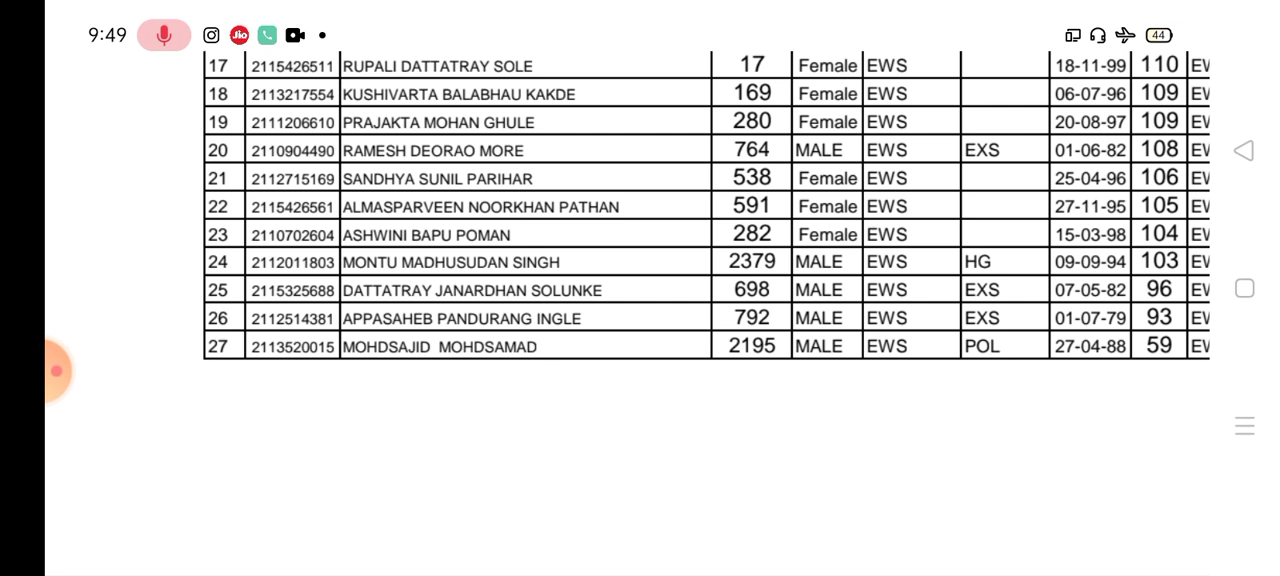 9:49 Jio 44
17 2115426511 RUPALI DATTATRAY SOLE 17 Female EWS 18-11-99 110
18 2113217554 KUSHIVARTA BALABHAU KAKDE 169 Female EWS 06-07-96 109
19 2111206610 PRAJAKTA MOHAN GHULE 280 Female EWS 20-08-97 109
20 2110904490 RAMESH DEORAO MORE 764 MALE EWS EXS 01-06-82 108
21 2112715169 SANDHYA SUNIL PARIHAR 538 Female EWS 25-04-96 106
22 2115426561 ALMASPARVEEN NOORKHAN PATHAN 591 Female EWS 27-11-95 105
23 2110702604 ASHWINI BAPU POMAN 282 Female EWS 15-03-98 104
24 2112011803 MONTU MADHUSUDAN SINGH 2379 MALE EWS HG 09-09-94 103
25 2115325688 DATTATRAY JANARDHAN SOLUNKE 698 MALE EWS EXS 07-05-82 96
26 2112514381 APPASAHEB PANDURANG INGLE 792 MALE EWS EXS 01-07-79 93
27 2113520015 MOHDSAJID MOHDSAMAD 2195 MALE EWS POL 27-04-88 59